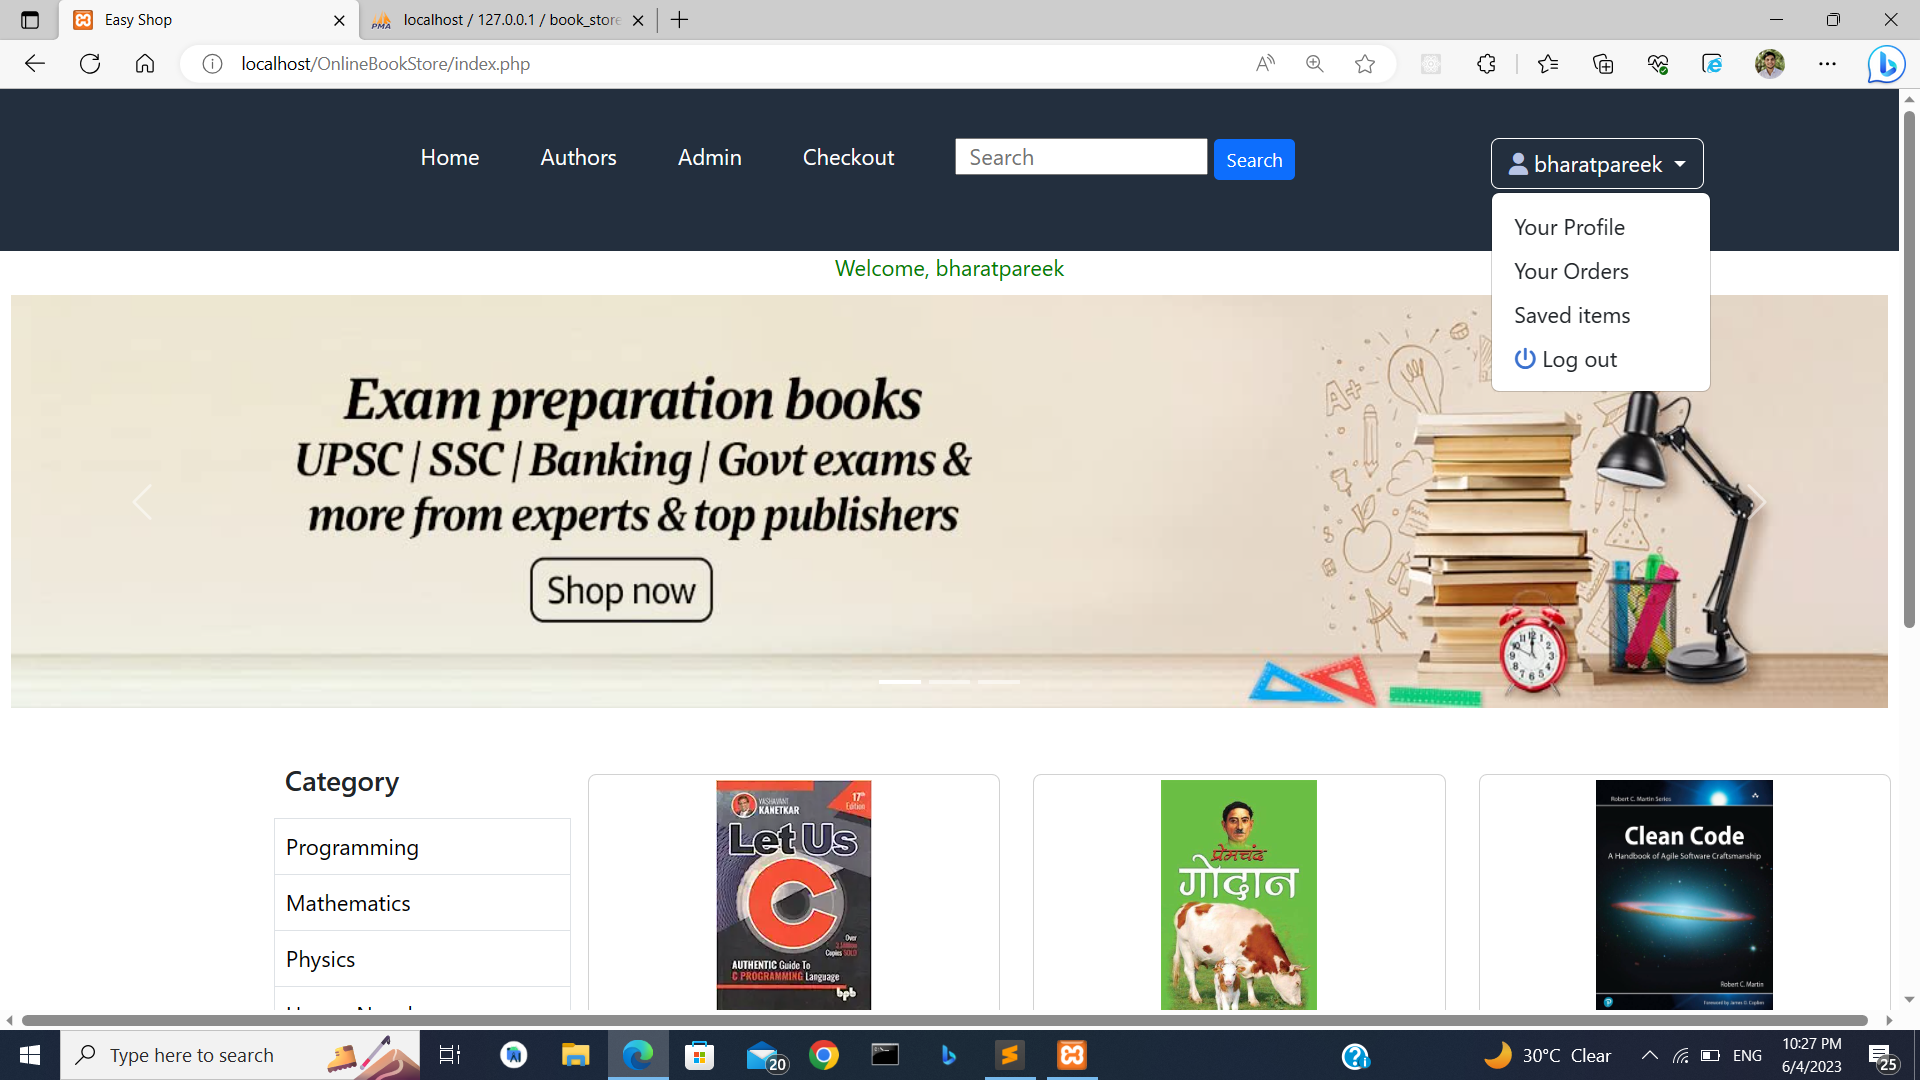 Easy Shop
localhost / 127.0.0.1 / book_store
localhost/OnlineBookStore/index.php
Home
Authors
Admin
Checkout
Search
Search
bharatpareek
Your Profile
Your Orders
Saved items
Log out
Welcome, bharatpareek
Exam preparation books
UPSC | SSC | Banking | Govt exams &
more from experts & top publishers
Shop now
A+
Category
Programming
Mathematics
Physics
YASHAVANT
KANETKAR
17th
Edition
Let Us
C
Over
Copies SOLD
AUTHENTIC Guide To
C PROGRAMMING Language
bpb
प्रेमचंद
गोदान
Robert C. Martin Series
Clean Code
A Handbook of Agile Software Craftsmanship
Robert C. Martin
Type here to search
20
30°C Clear
ENG
10:27 PM
6/4/2023
25